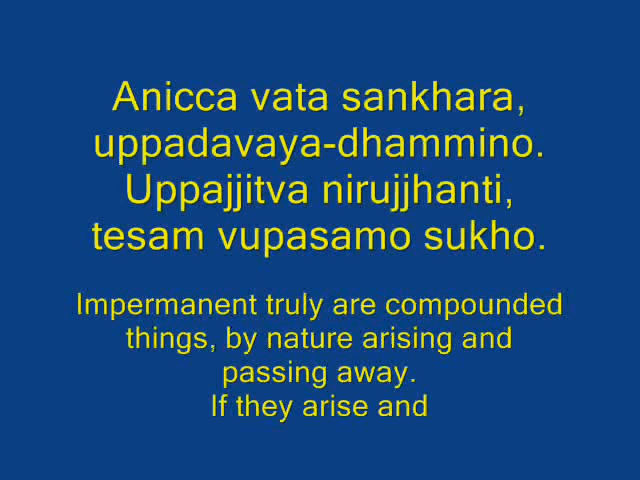 Anicca vata sankhara,
uppadavaya-dhammino.
Uppajjitva nirujjhanti,
tesam vupasamo sukho.
Impermanent truly are compounded
things, by nature arising and
passing away.
If they arise and